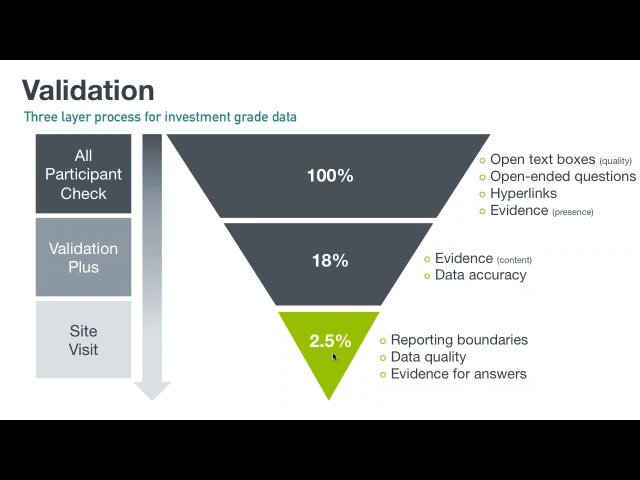 Validation
Three layer process for investment grade data
All
Participant
Check
100%
Open text boxes (quality)
Open-ended questions
Hyperlinks
Evidence (presence)
Validation
Plus
18%
Evidence (content)
Data accuracy
Site
Visit
2.5%
Reporting boundaries
Data quality
Evidence for answers